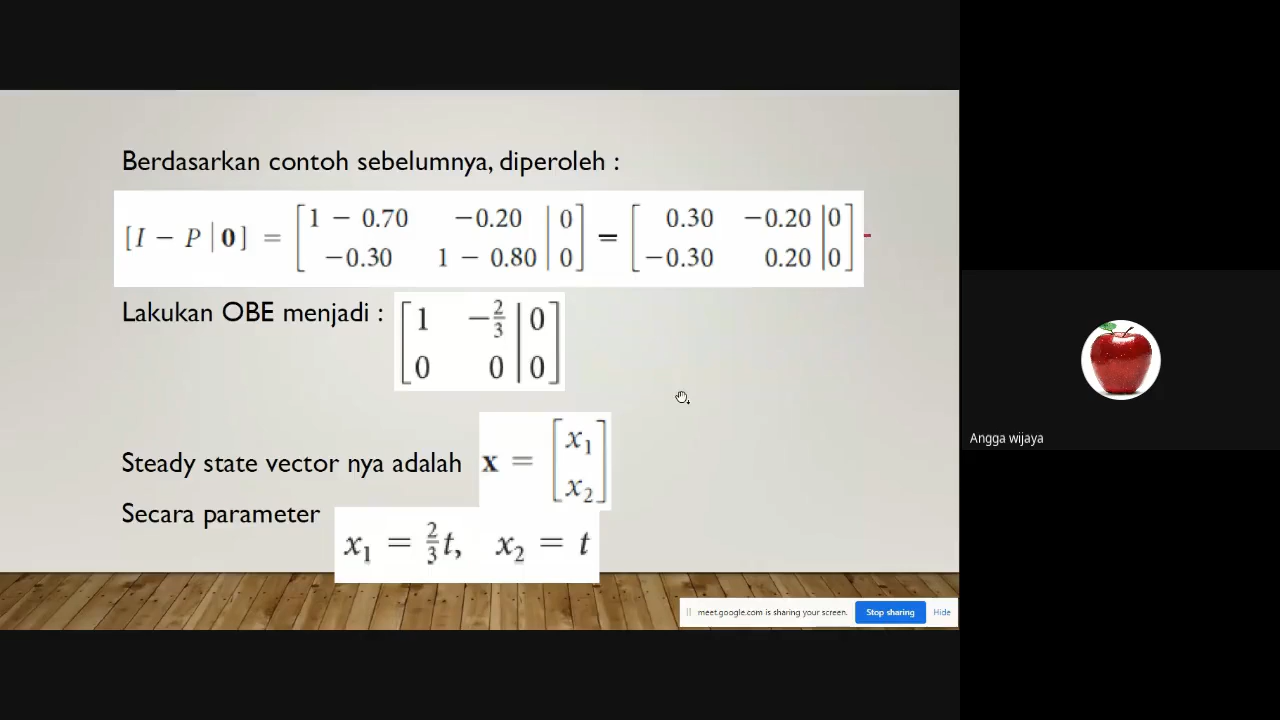 Berdasarkan contoh sebelumnya, diperoleh :
[I − P | 0] = [1 − 0.70 −0.20 | 0] = [0.30 −0.20 | 0]
[−0.30 1 − 0.80 | 0] [−0.30 0.20 | 0]
Lakukan OBE menjadi : [1 −2/3 | 0]
[0 0 | 0]
Steady state vector nya adalah x = [x₁]
[x₂]
Secara parameter
x₁ = 2/3 t, x₂ = t
Angga wijaya
meet.google.com is sharing your screen. Stop sharing Hide